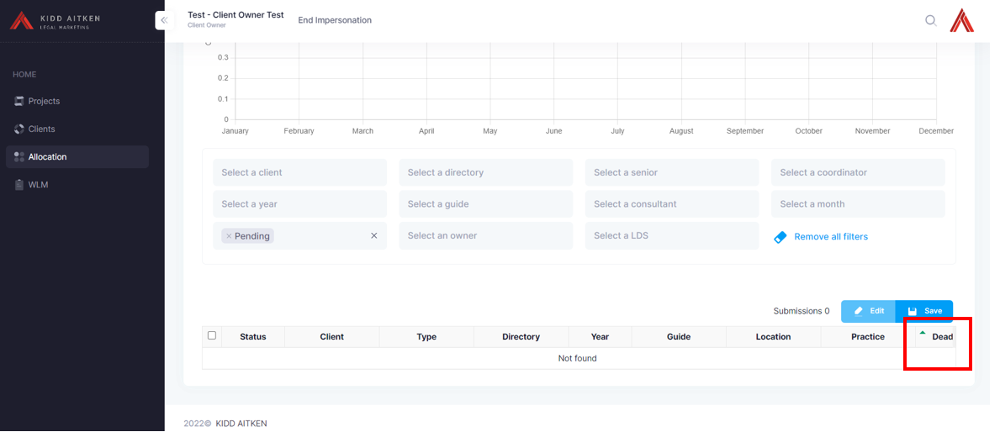 KIDD AITKEN
LEGAL MARKETING
Test - Client Owner Test
Client Owner
End Impersonation
HOME
Projects
Clients
Allocation
WLM
0.3
0.2
0.1
0
January February March April May June July August September October November December
Select a client Select a directory Select a senior Select a coordinator
Select a year Select a guide Select a consultant Select a month
× Pending × Select an owner Select a LDS Remove all filters
Submissions 0 Edit Save
Status Client Type Directory Year Guide Location Practice Dead
Not found
2022© KIDD AITKEN